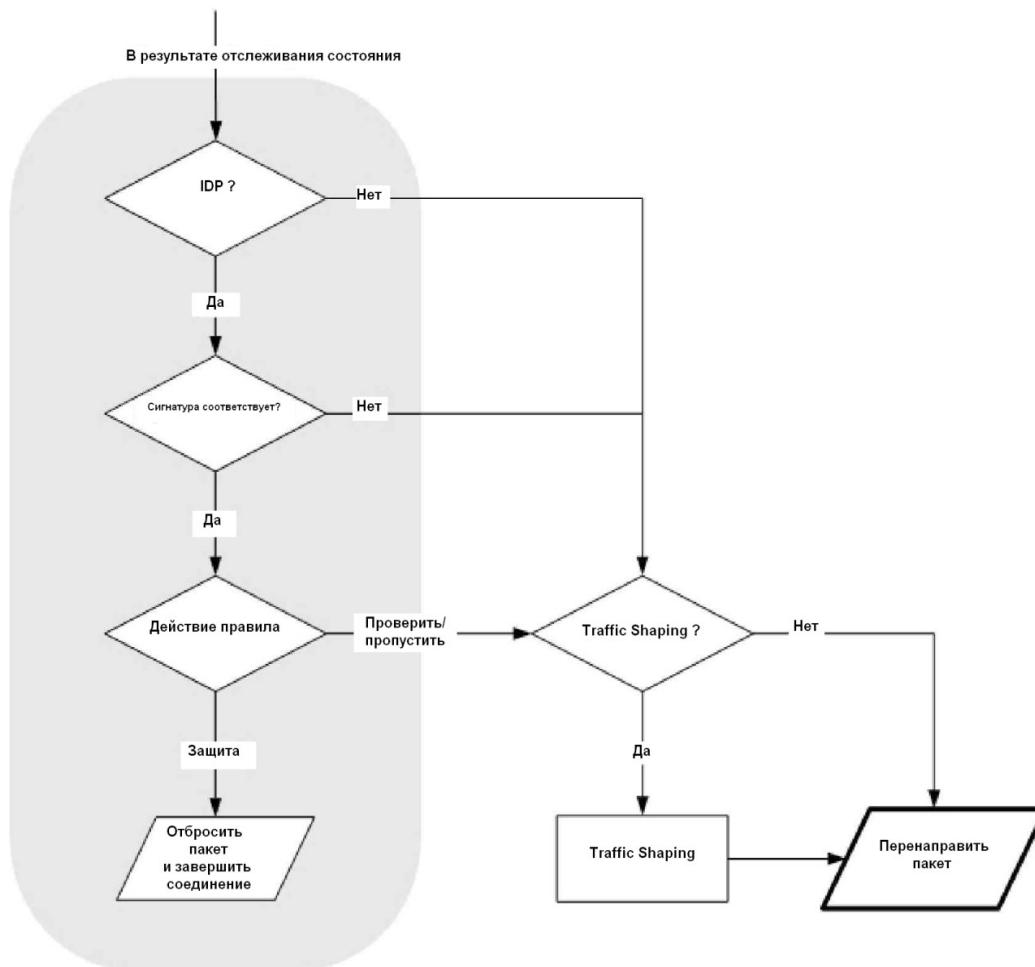 В результате отслеживания состояния
IDP ?
Нет
Да
Сигнатура соответствует?
Нет
Да
Действие правила
Проверить/
пропустить
Traffic Shaping ?
Нет
Защита
Да
Отбросить
пакет
и завершить
соединение
Traffic Shaping
Перенаправить
пакет